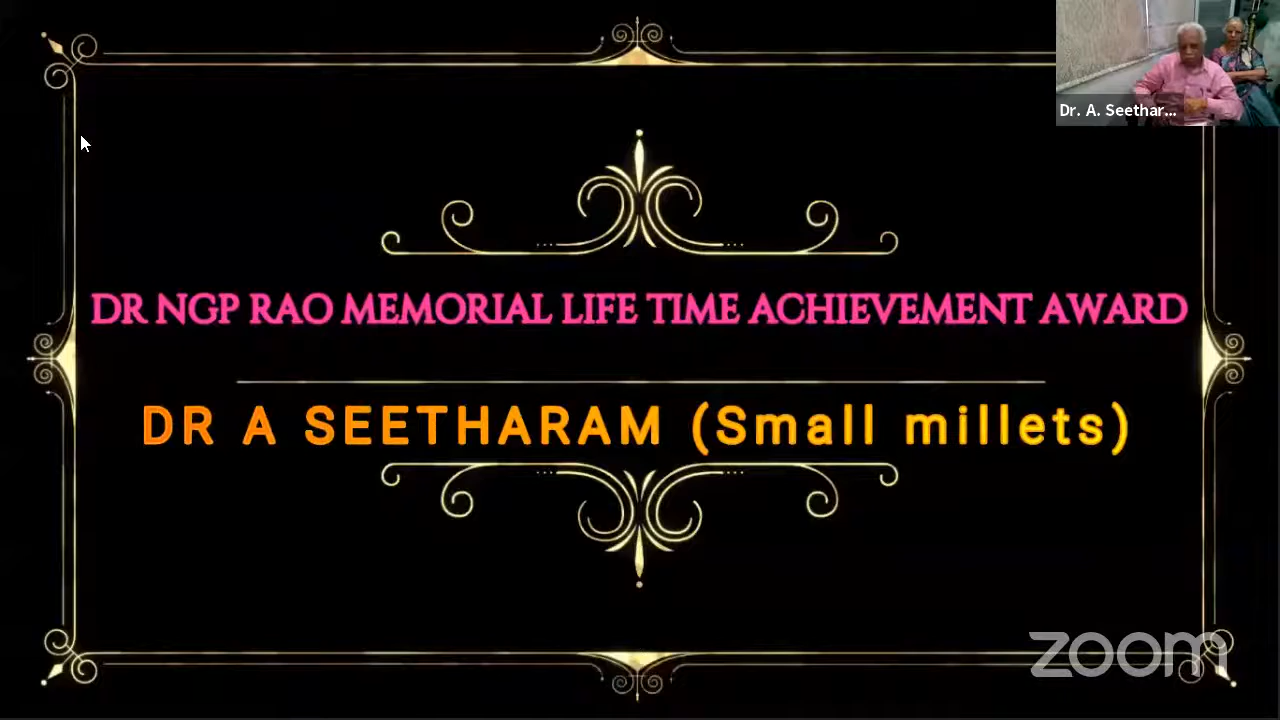 Dr. A. Seethar...
DR NGP RAO MEMORIAL LIFE TIME ACHIEVEMENT AWARD
DR A SEETHARAM (Small millets)
zoom